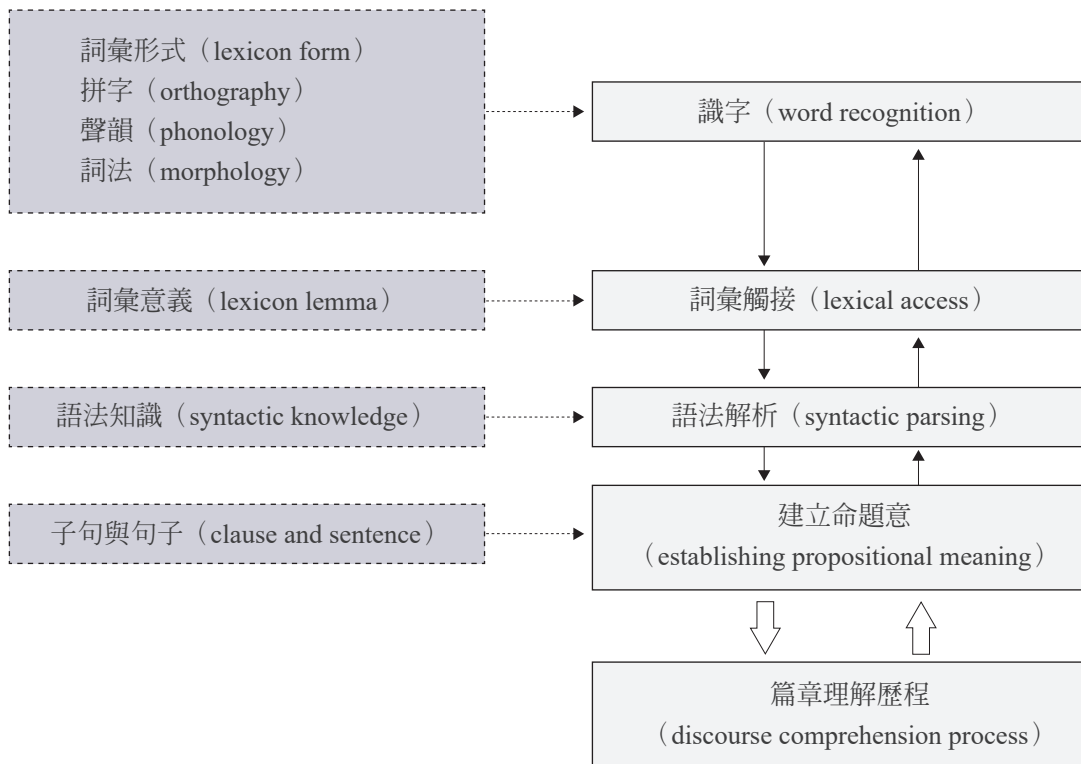 詞彙形式（lexicon form）
拼字（orthography）
聲韻（phonology）
詞法（morphology）
識字（word recognition）
詞彙意義（lexicon lemma）
詞彙觸接（lexical access）
語法知識（syntactic knowledge）
語法解析（syntactic parsing）
子句與句子（clause and sentence）
建立命題意
（establishing propositional meaning）
篇章理解歷程
（discourse comprehension process）